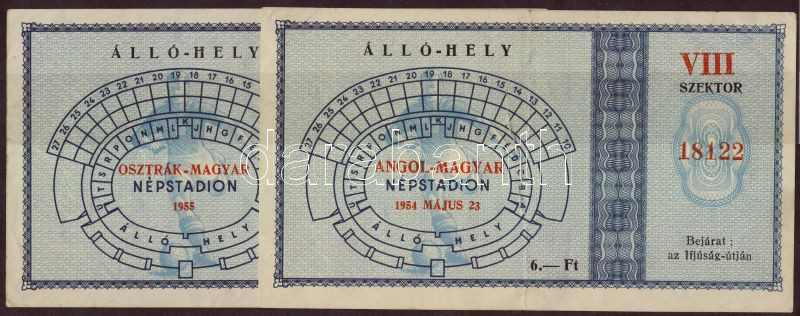 ÁLLÓ-HELY
27 26 25 24 23 22 21 20 19 18 17 16 15
U T S R P O N M L K J H G F E
OSZTRÁK-MAGYAR
NÉPSTADION
1955
ÁLLÓ HELY
ÁLLÓ-HELY
27 26 25 24 23 22 21 20 19 18 17 16 15 14 13 12 11 10
U T S R P O N M L K J H G F E D C B A
ANGOL-MAGYAR
NÉPSTADION
1954 MÁJUS 23
ÁLLÓ HELY
6.— Ft
VIII
SZEKTOR
18122
Bejárat :
az Ifjúság-útján
darabanth